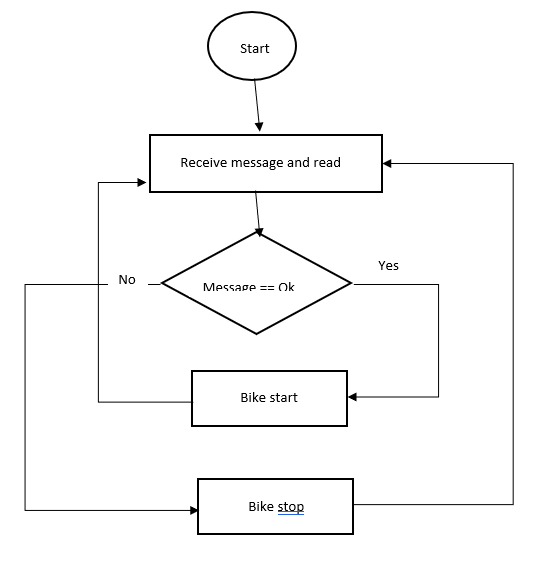 Start
Receive message and read
Message == Ok
No
Yes
Bike start
Bike stop